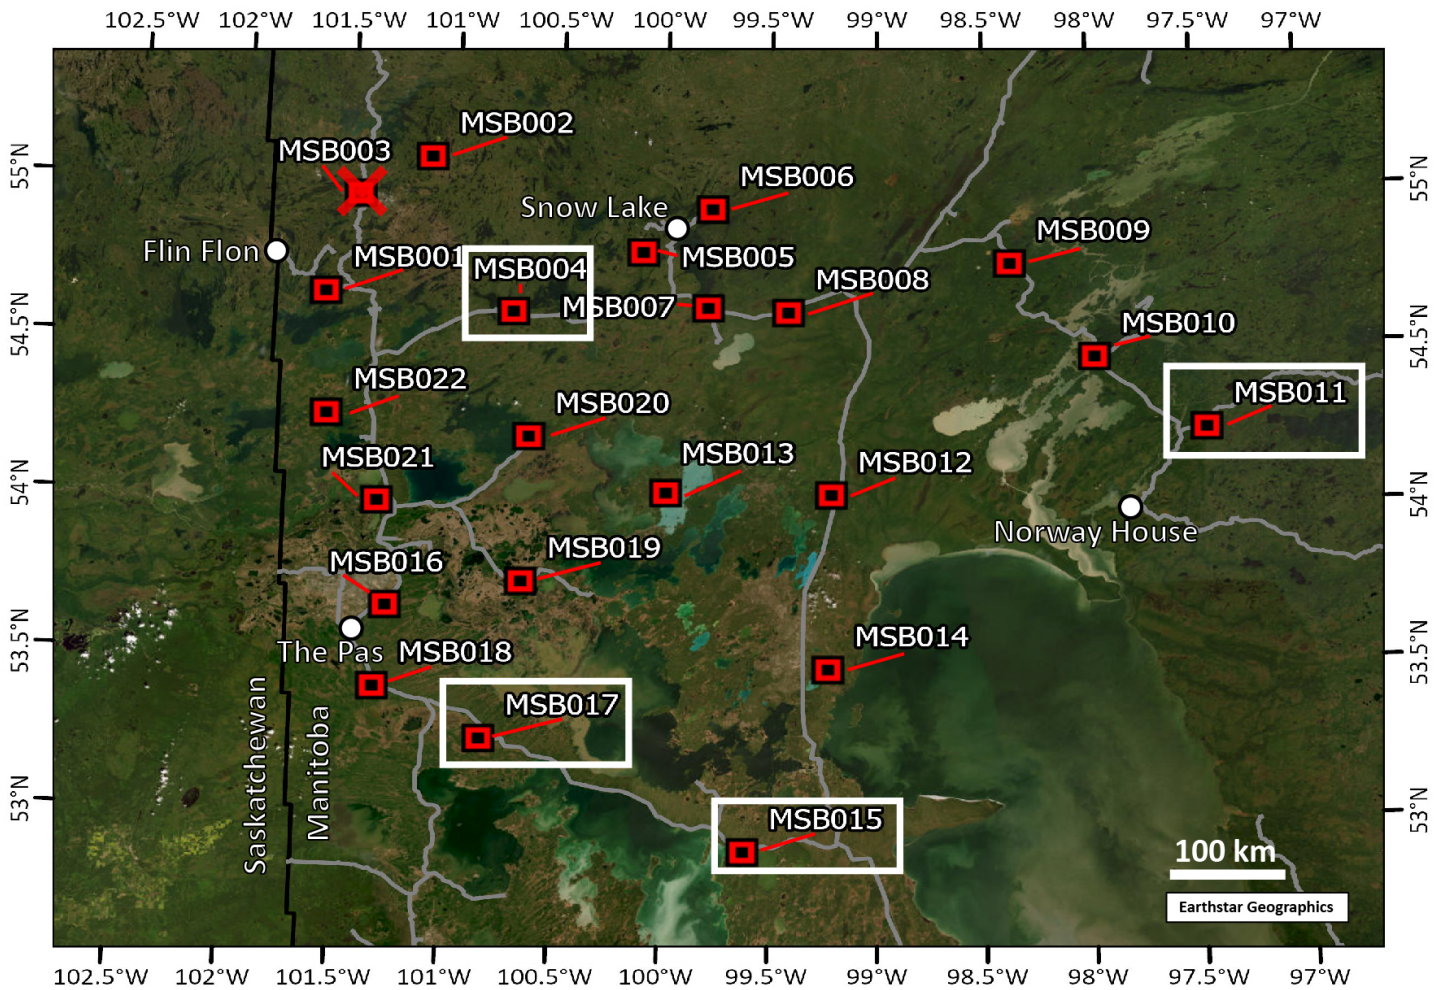 102.5°W 102°W 101.5°W 101°W 100.5°W 100°W 99.5°W 99°W 98.5°W 98°W 97.5°W 97°W
MSB002
MSB003
55°N
55°N
MSB006
Snow Lake
MSB009
Flin Flon
MSB001
MSB004
MSB005
MSB008
MSB007
54.5°N
54.5°N
MSB010
MSB022
MSB011
MSB020
MSB021
MSB013
MSB012
54°N
54°N
Norway House
MSB019
MSB016
53.5°N
53.5°N
MSB014
The Pas
MSB018
MSB017
Saskatchewan
Manitoba
53°N
53°N
MSB015
100 km
Earthstar Geographics
102.5°W 102°W 101.5°W 101°W 100.5°W 100°W 99.5°W 99°W 98.5°W 98°W 97.5°W 97°W